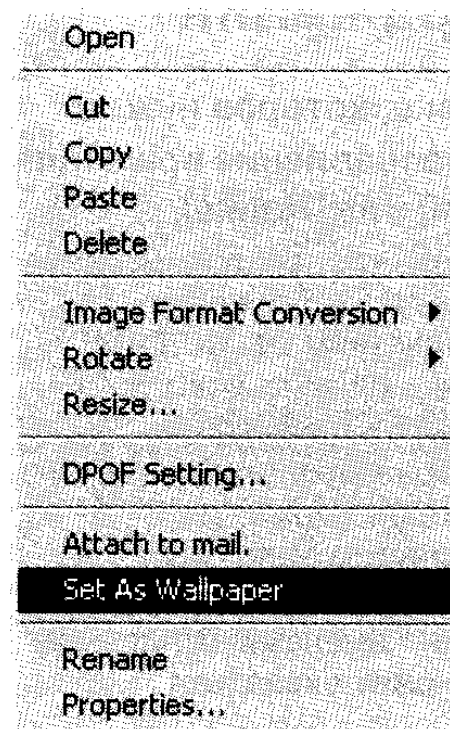 Open
Cut
Copy
Paste
Delete
Image Format Conversion
Rotate
Resize...
DPOF Setting...
Attach to mail.
Set As Wallpaper
Rename
Properties...